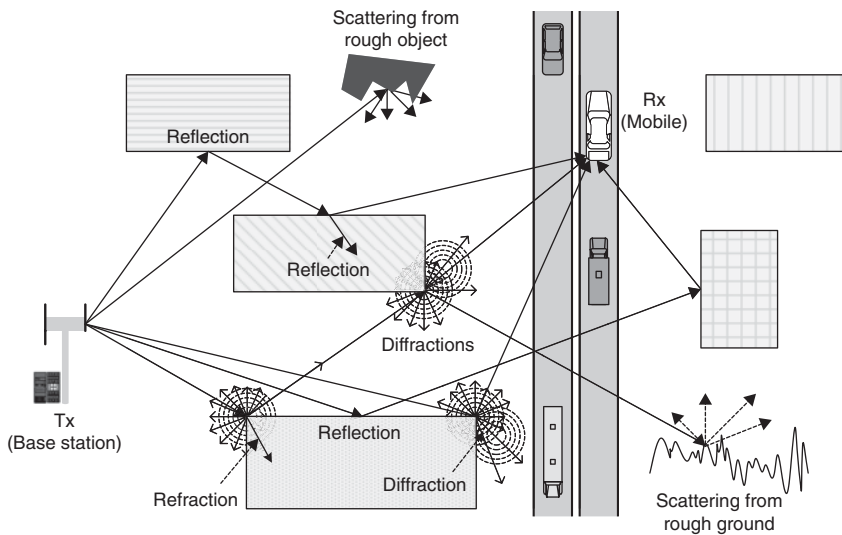 Scattering from
rough object
Reflection
Rx
(Mobile)
Reflection
Diffractions
Tx
(Base station)
Reflection
Refraction
Diffraction
Scattering from
rough ground